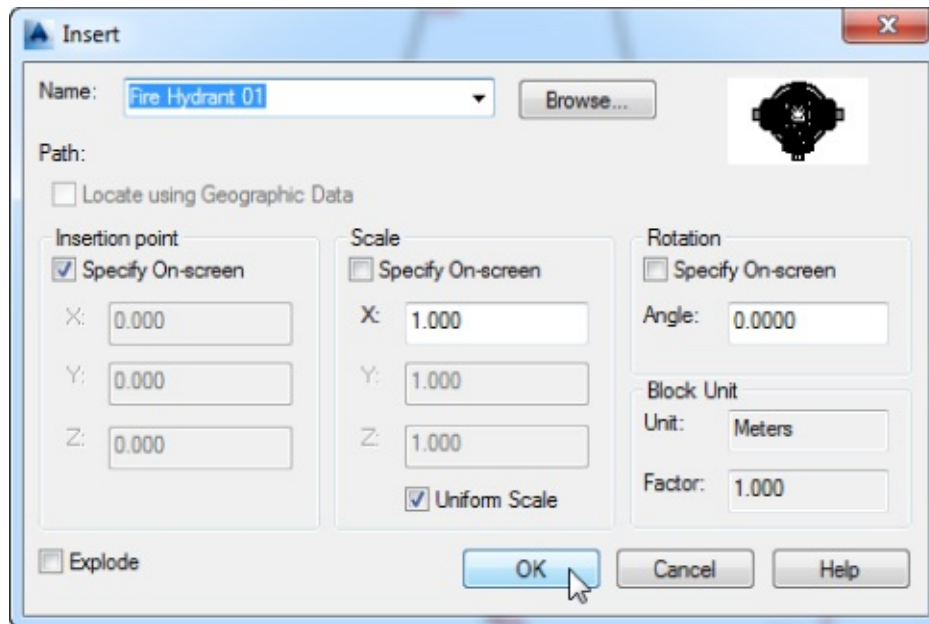 Insert
Name: Fire Hydrant 01 Browse...
Path:
Locate using Geographic Data
Insertion point
Specify On-screen
X: 0.000
Y: 0.000
Z: 0.000
Scale
Specify On-screen
X: 1.000
Y: 1.000
Z: 1.000
Uniform Scale
Rotation
Specify On-screen
Angle: 0.0000
Block Unit
Unit: Meters
Factor: 1.000
Explode
OK Cancel Help